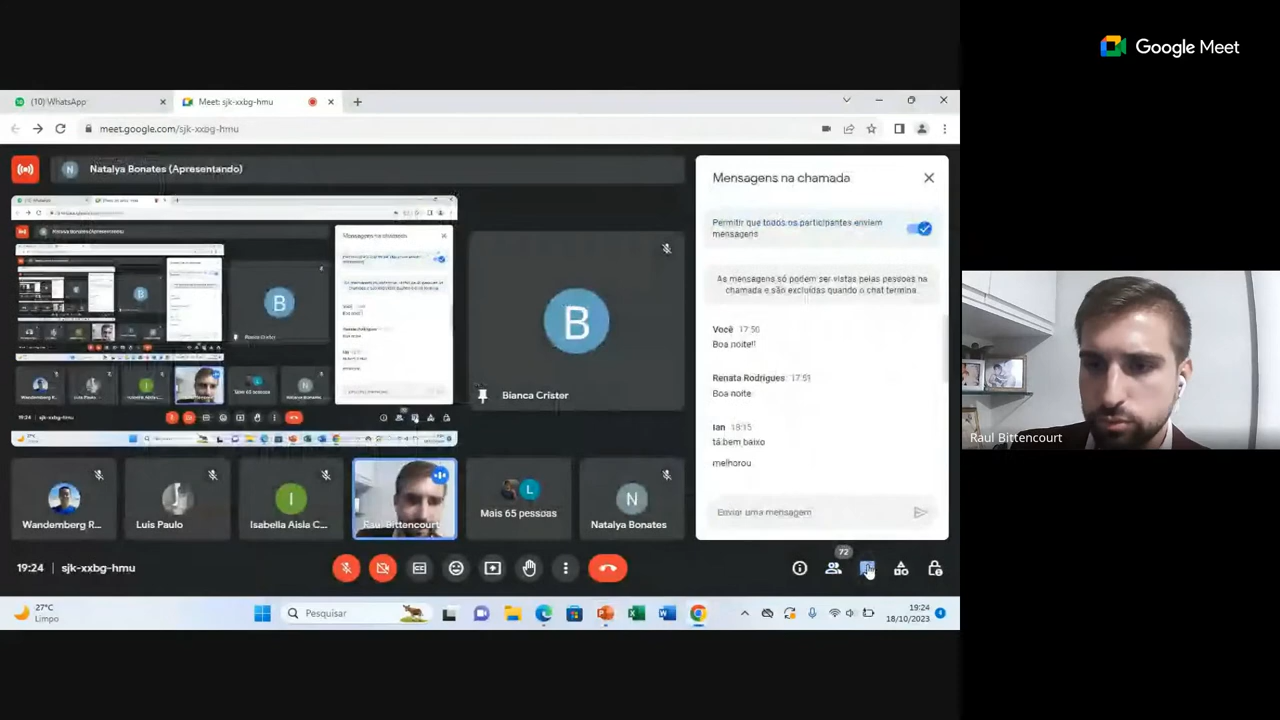 Google Meet
(10) WhatsApp
Meet: sjk-xxbg-hmu
meet.google.com/sjk-xxbg-hmu
Natalya Bonates (Apresentando)
Mensagens na chamada
Permitir que todos os participantes enviem
mensagens
As mensagens só podem ser vistas pelas pessoas na
chamada e são excluídas quando o chat termina.
Você 17:50
Boa noite!!
Renata Rodrigues 17:51
Boa noite
Ian 18:15
tá bem baixo
melhorou
Enviar uma mensagem
B
B
B
Bianca Crister
Wandemberg R...
Luis Paulo
I
Isabella Aisla C...
Raul Bittencourt
L
Mais 65 pessoas
N
Natalya Bonates
19:24
sjk-xxbg-hmu
72
27°C
Limpo
Pesquisar
19:24
18/10/2023
4
Raul Bittencourt